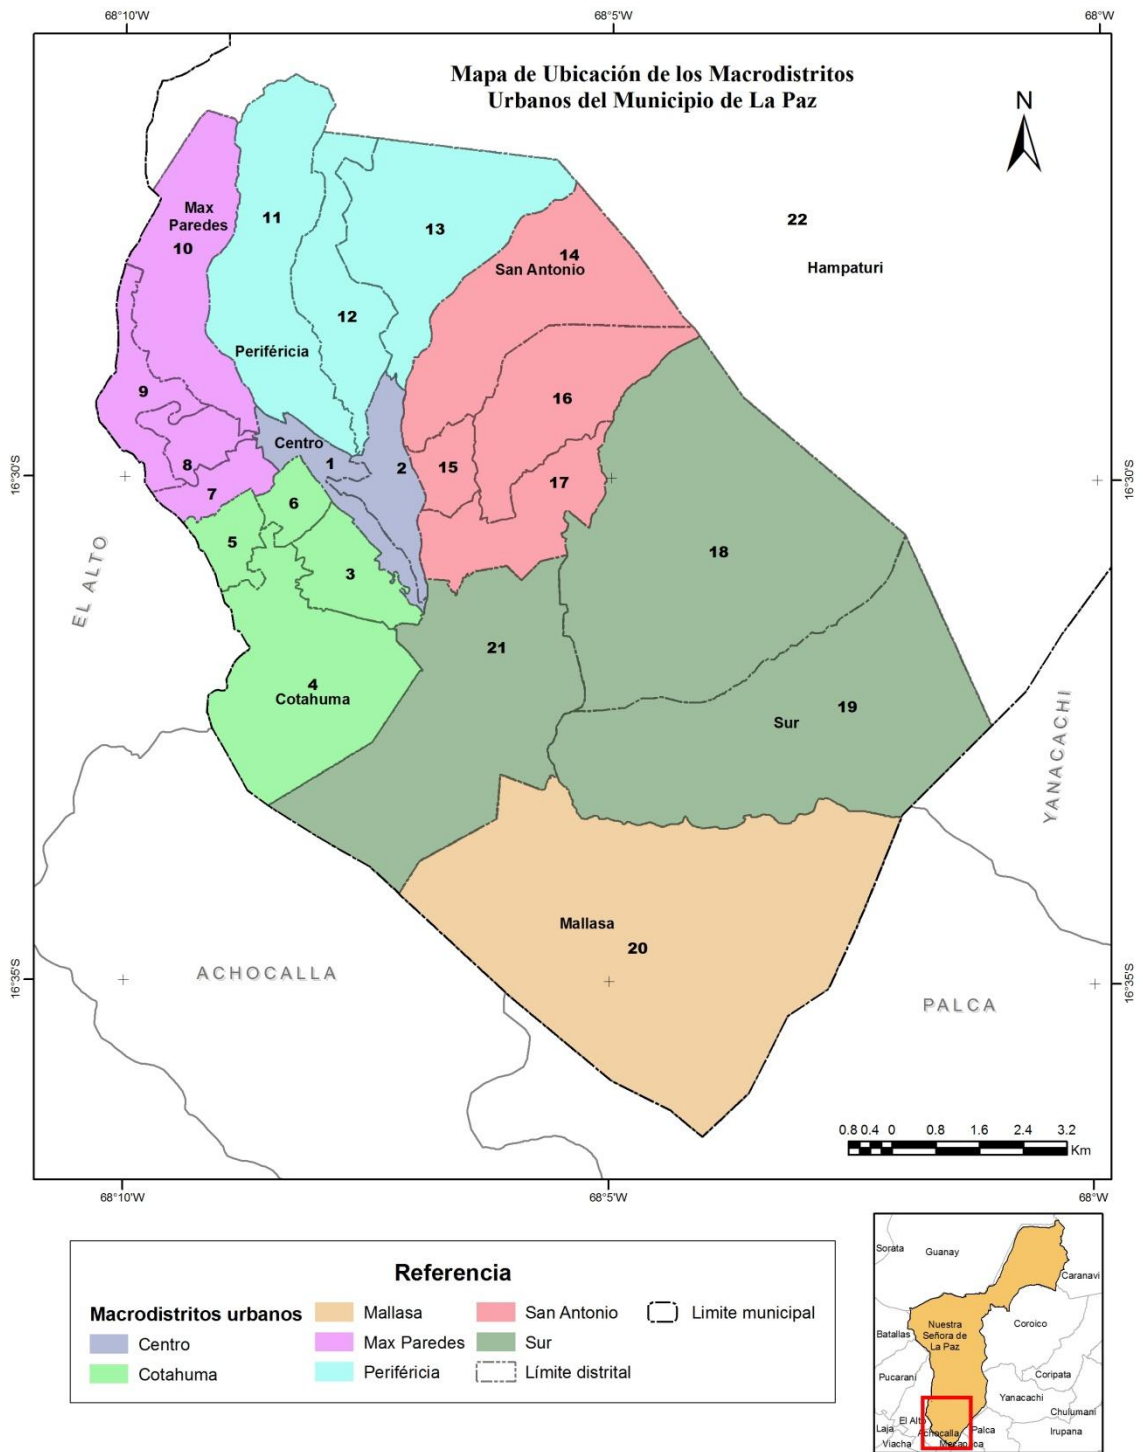 68°10'W 68°5'W 68°W
Mapa de Ubicación de los Macrodistritos
Urbanos del Municipio de La Paz
N
Max
Paredes
10
11
13
22
14
San Antonio
Hampaturi
12
Periféricia
9
16
Centro
1
2
8
15
7
17
16°30'S
16°30'S
6
5
3
18
EL ALTO
21
4
Cotahuma
19
Sur
YANACACHI
Mallasa
20
ACHOCALLA
16°35'S
16°35'S
PALCA
0.8 0.4 0 0.8 1.6 2.4 3.2
Km
68°10'W 68°5'W 68°W
Referencia
Macrodistritos urbanos
Centro
Cotahuma
Mallasa
Max Paredes
Periféricia
San Antonio
Sur
Límite distrital
Limite municipal
Sorata
Guanay
Caranavi
Nuestra
Señora de
La Paz
Coroico
Batallas
Pucarani
Coripata
Yanacachi
Chulumani
El Alto
Laja
Achocalla
Palca
Irupana
Viacha
Mecapaca